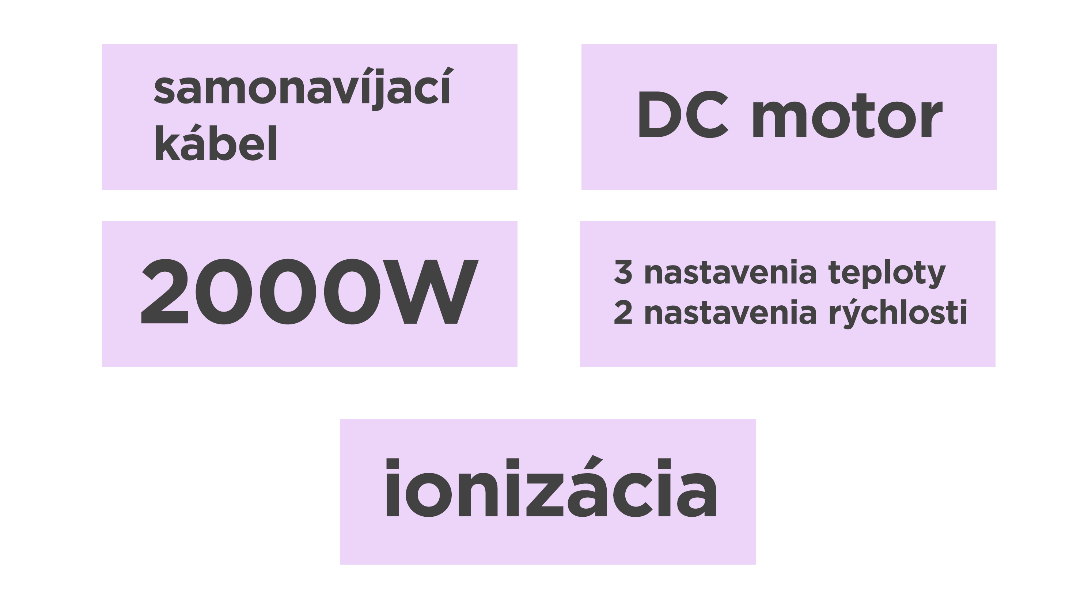 samonavíjací
kábel
DC motor
2000W
3 nastavenia teploty
2 nastavenia rýchlosti
ionizácia